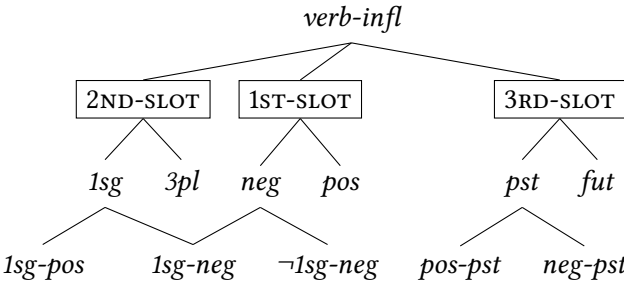 verb-infl
2ND-SLOT 1ST-SLOT 3RD-SLOT
1sg 3pl neg pos pst fut
1sg-pos 1sg-neg ¬1sg-neg pos-pst neg-pst